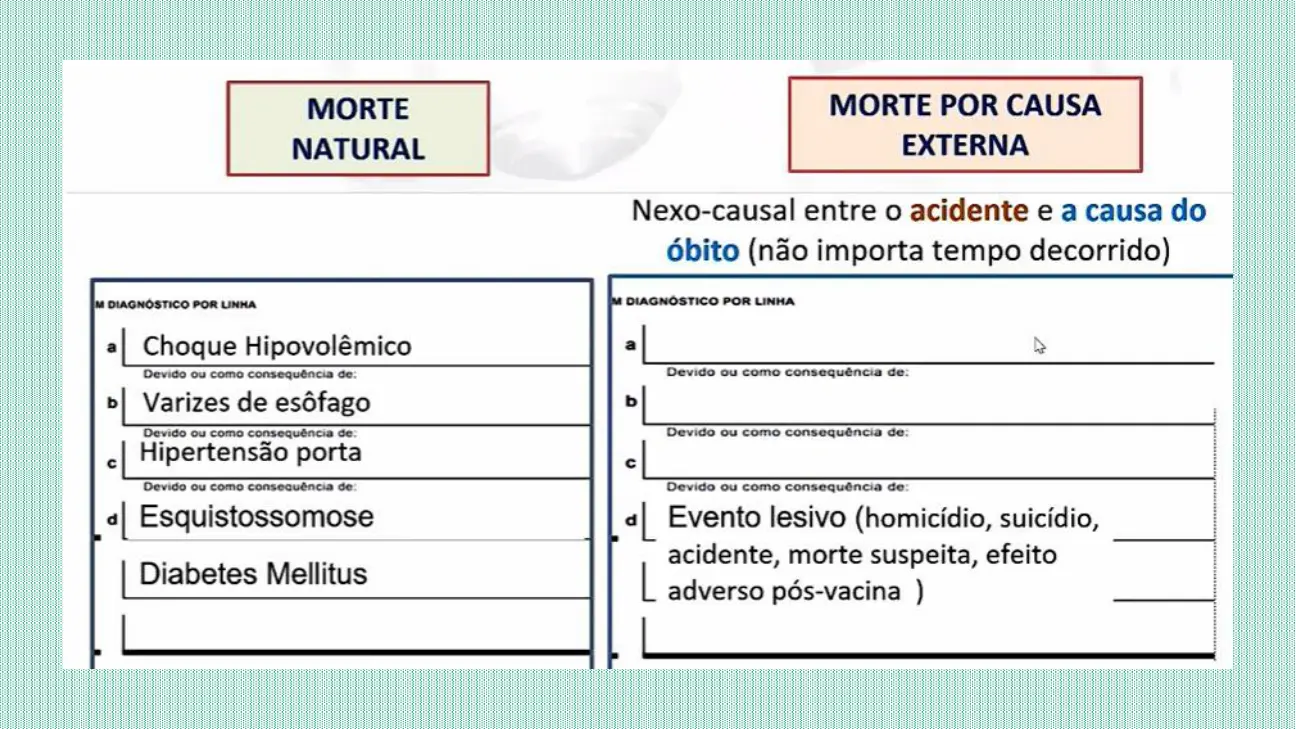 MORTE
NATURAL
MORTE POR CAUSA
EXTERNA
Nexo-causal entre o acidente e a causa do
óbito (não importa tempo decorrido)
M DIAGNÓSTICO POR LINHA
a Choque Hipovolêmico
Devido ou como consequência de:
b Varizes de esôfago
Devido ou como consequência de:
c Hipertensão porta
Devido ou como consequência de:
d Esquistossomose
Diabetes Mellitus
M DIAGNÓSTICO POR LINHA
a
Devido ou como consequência de:
b
Devido ou como consequência de:
c
Devido ou como consequência de:
d Evento lesivo (homicídio, suicídio,
acidente, morte suspeita, efeito
adverso pós-vacina )